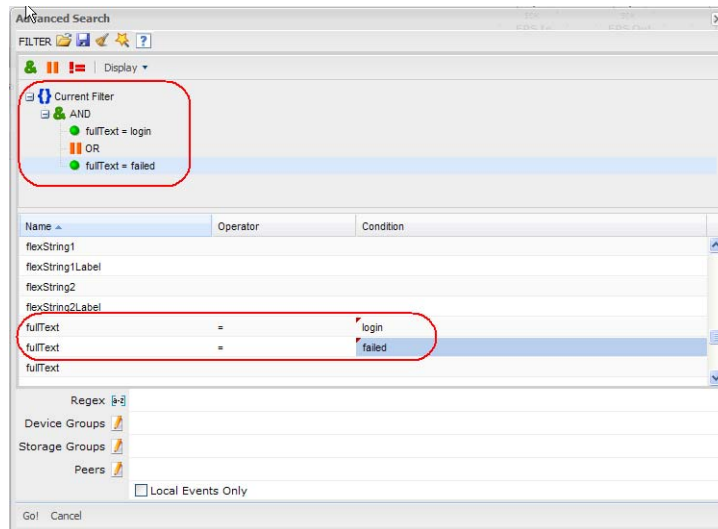 Advanced Search
FILTER
Display
Current Filter
AND
fullText = login
OR
fullText = failed
Name Operator Condition
flexString1
flexString1Label
flexString2
flexString2Label
fullText = login
fullText = failed
fullText
Regex
Device Groups
Storage Groups
Peers
Local Events Only
Go! Cancel